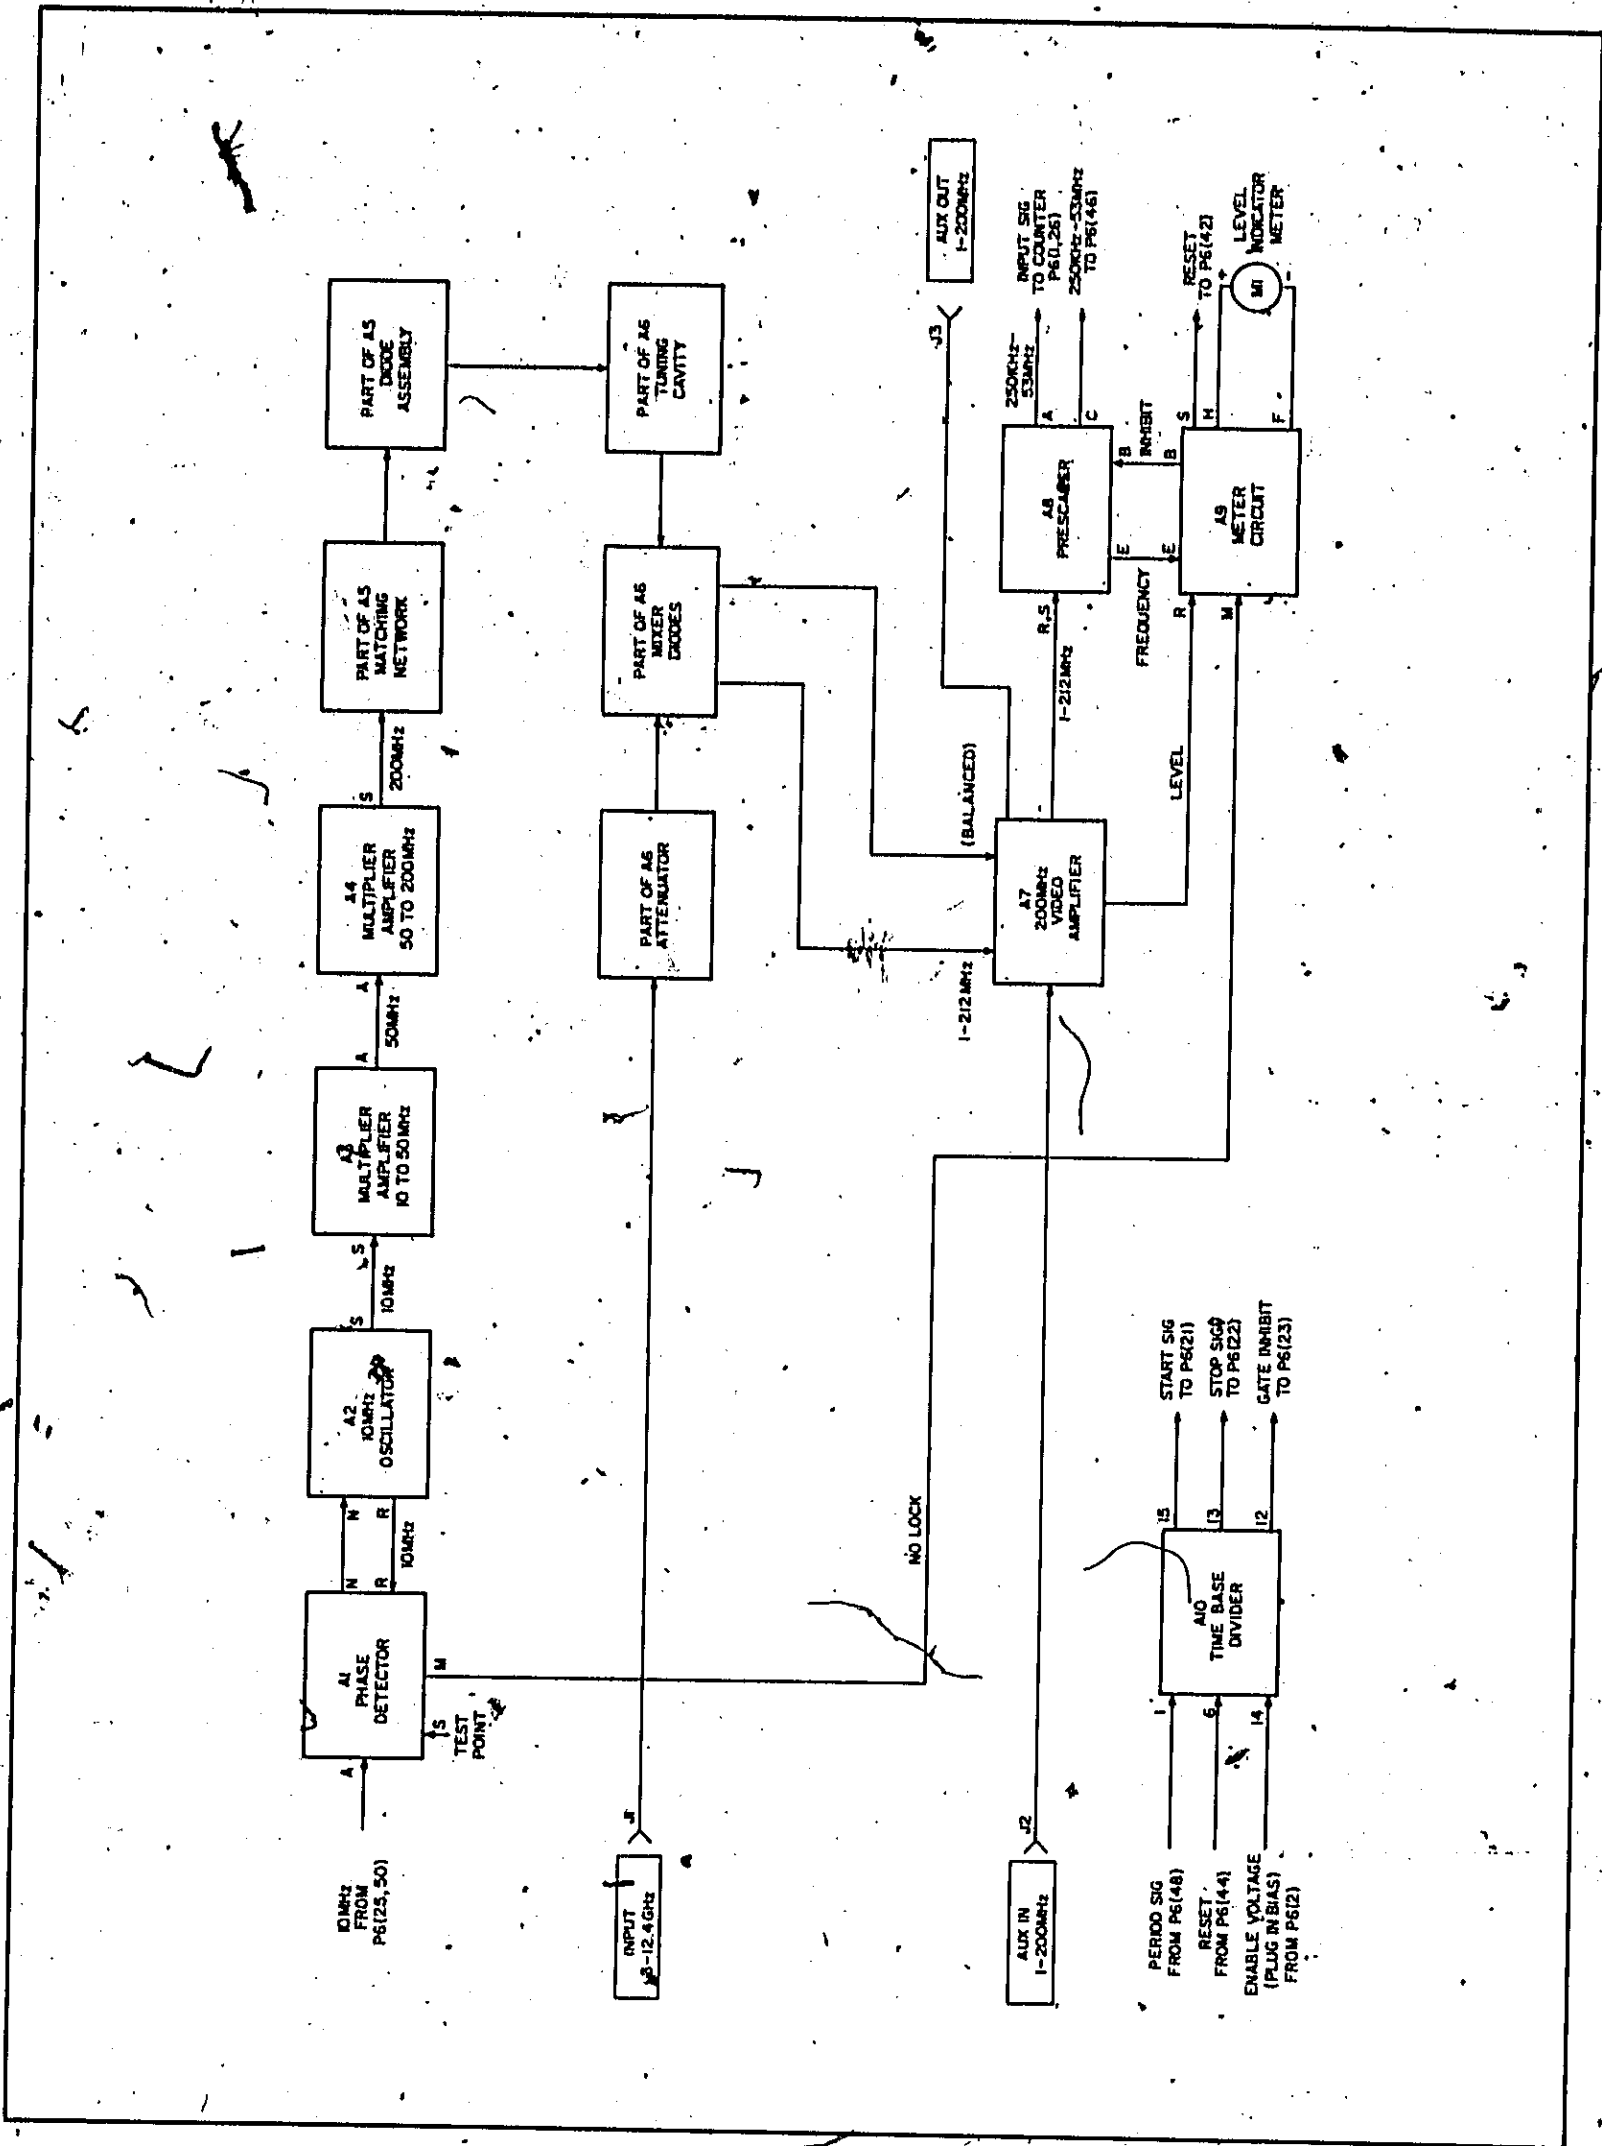 10MHz
FROM
P6(25,50)
A
A1
PHASE
DETECTOR
S
TEST
POINT
M
N
R
N
R
10MHz
A2
10MHz
OSCILLATOR
S
10MHz
S
A3
MULTIPLIER
AMPLIFIER
10 TO 50MHz
A
50MHz
A
A4
MULTIPLIER
AMPLIFIER
50 TO 200MHz
S
200MHz
PART OF A5
MATCHING
NETWORK
PART OF A5
DIODE
ASSEMBLY
INPUT
8-12.4GHz
J1
PART OF A6
ATTENUATOR
PART OF A6
MIXER
DIODES
PART OF A6
TUNING
CAVITY
NO LOCK
1-212MHz
(BALANCED)
J3
AUX OUT
1-200MHz
AUX IN
1-200MHz
J2
A7
200MHz
VIDEO
AMPLIFIER
1-212MHz
R,S
A8
PRESCALER
250KHz-
53MHz
A
C
INPUT SIG
TO COUNTER
P6(1,26)
250KHz-53MHz
TO P6(46)
E
B
FREQUENCY
INHIBIT
E
B
LEVEL
R
M
A9
METER
CIRCUIT
S
H
F
RESET
TO P6(42)
+
M1
-
LEVEL
INDICATOR
METER
PERIOD SIG
FROM P6(48)
RESET
FROM P6(44)
ENABLE VOLTAGE
(PLUG IN BIAS)
FROM P6(2)
1
6
14
A10
TIME BASE
DIVIDER
15
13
12
START SIG
TO P6(21)
STOP SIG
TO P6(22)
GATE INHIBIT
TO P6(23)